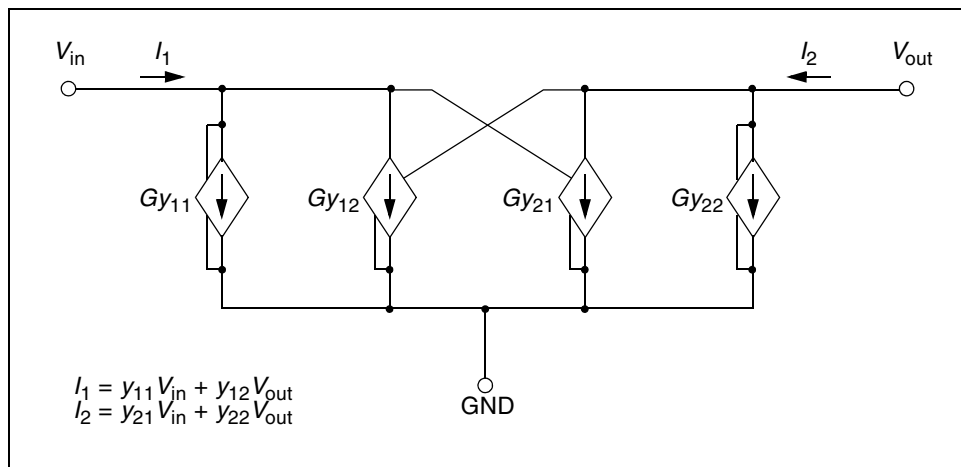 V_in I_1 I_2 V_out
Gy_11 Gy_12 Gy_21 Gy_22
I_1 = y_11 V_in + y_12 V_out
I_2 = y_21 V_in + y_22 V_out
GND